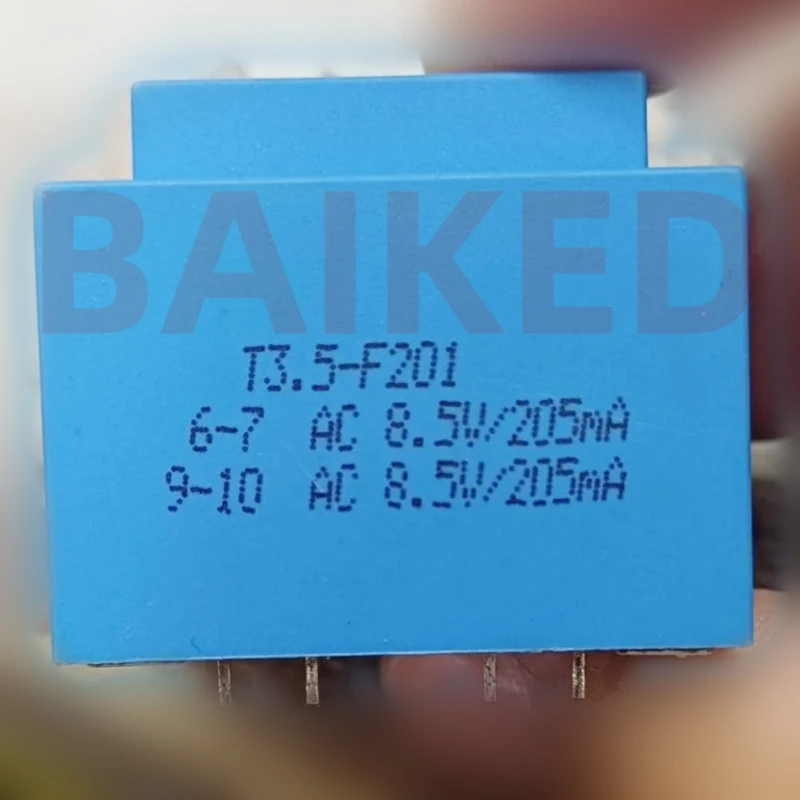 BAIKED
T3.5-F201
6-7 AC 8.5V/205mA
9-10 AC 8.5V/205mA